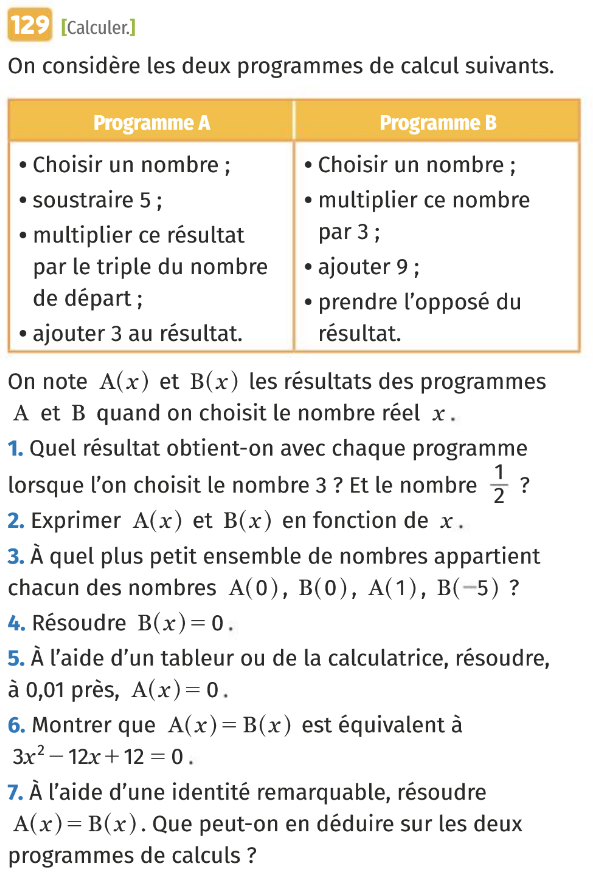 129 [Calculer.]
On considère les deux programmes de calcul suivants.
Programme A
• Choisir un nombre ;
• soustraire 5 ;
• multiplier ce résultat
par le triple du nombre
de départ ;
• ajouter 3 au résultat.
Programme B
• Choisir un nombre ;
• multiplier ce nombre
par 3 ;
• ajouter 9 ;
• prendre l’opposé du
résultat.
On note A(x) et B(x) les résultats des programmes
A et B quand on choisit le nombre réel x.
1. Quel résultat obtient-on avec chaque programme
lorsque l’on choisit le nombre 3 ? Et le nombre 1/2 ?
2. Exprimer A(x) et B(x) en fonction de x.
3. À quel plus petit ensemble de nombres appartient
chacun des nombres A(0), B(0), A(1), B(−5) ?
4. Résoudre B(x) = 0.
5. À l’aide d’un tableur ou de la calculatrice, résoudre,
à 0,01 près, A(x) = 0.
6. Montrer que A(x) = B(x) est équivalent à
3x² − 12x + 12 = 0.
7. À l’aide d’une identité remarquable, résoudre
A(x) = B(x). Que peut-on en déduire sur les deux
programmes de calculs ?